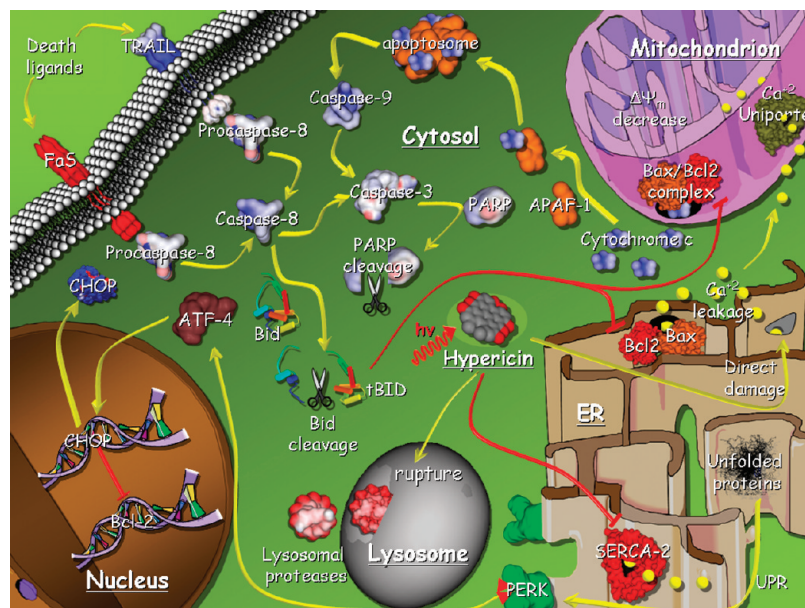 Death
ligands
TRAIL
apoptosome
Mitochondrion
Caspase-9
ΔΨm
decrease
Ca⁺²
Uniporte
Procaspase-8
Cytosol
FaS
Bax/Bcl2
complex
Caspase-3
PARP
APAF-1
Caspase-8
Cytochrome c
Procaspase-8
PARP
cleavage
CHOP
ATF-4
Bid
hν
Hypericin
Ca⁺²
leakage
Bcl2
Bax
Direct
damage
tBID
Bid
cleavage
ER
CHOP
rupture
Unfolded
proteins
Bcl-2
Lysosomal
proteases
Lysosome
SERCA-2
Nucleus
PERK
UPR